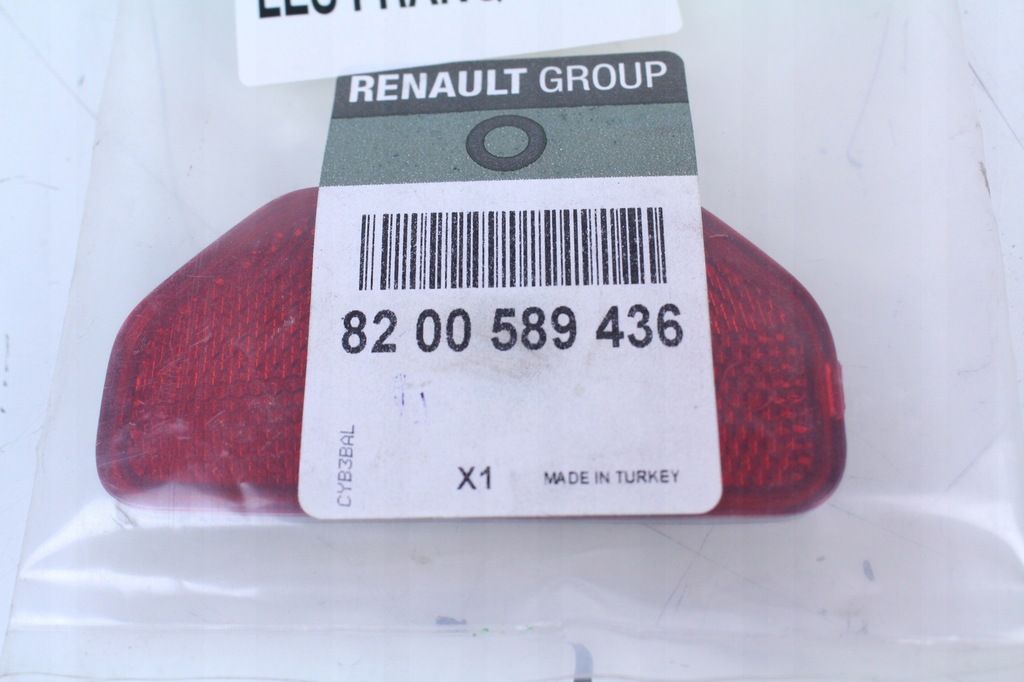 RENAULT GROUP
82 00 589 436
CYB3BAL
X1
MADE IN TURKEY